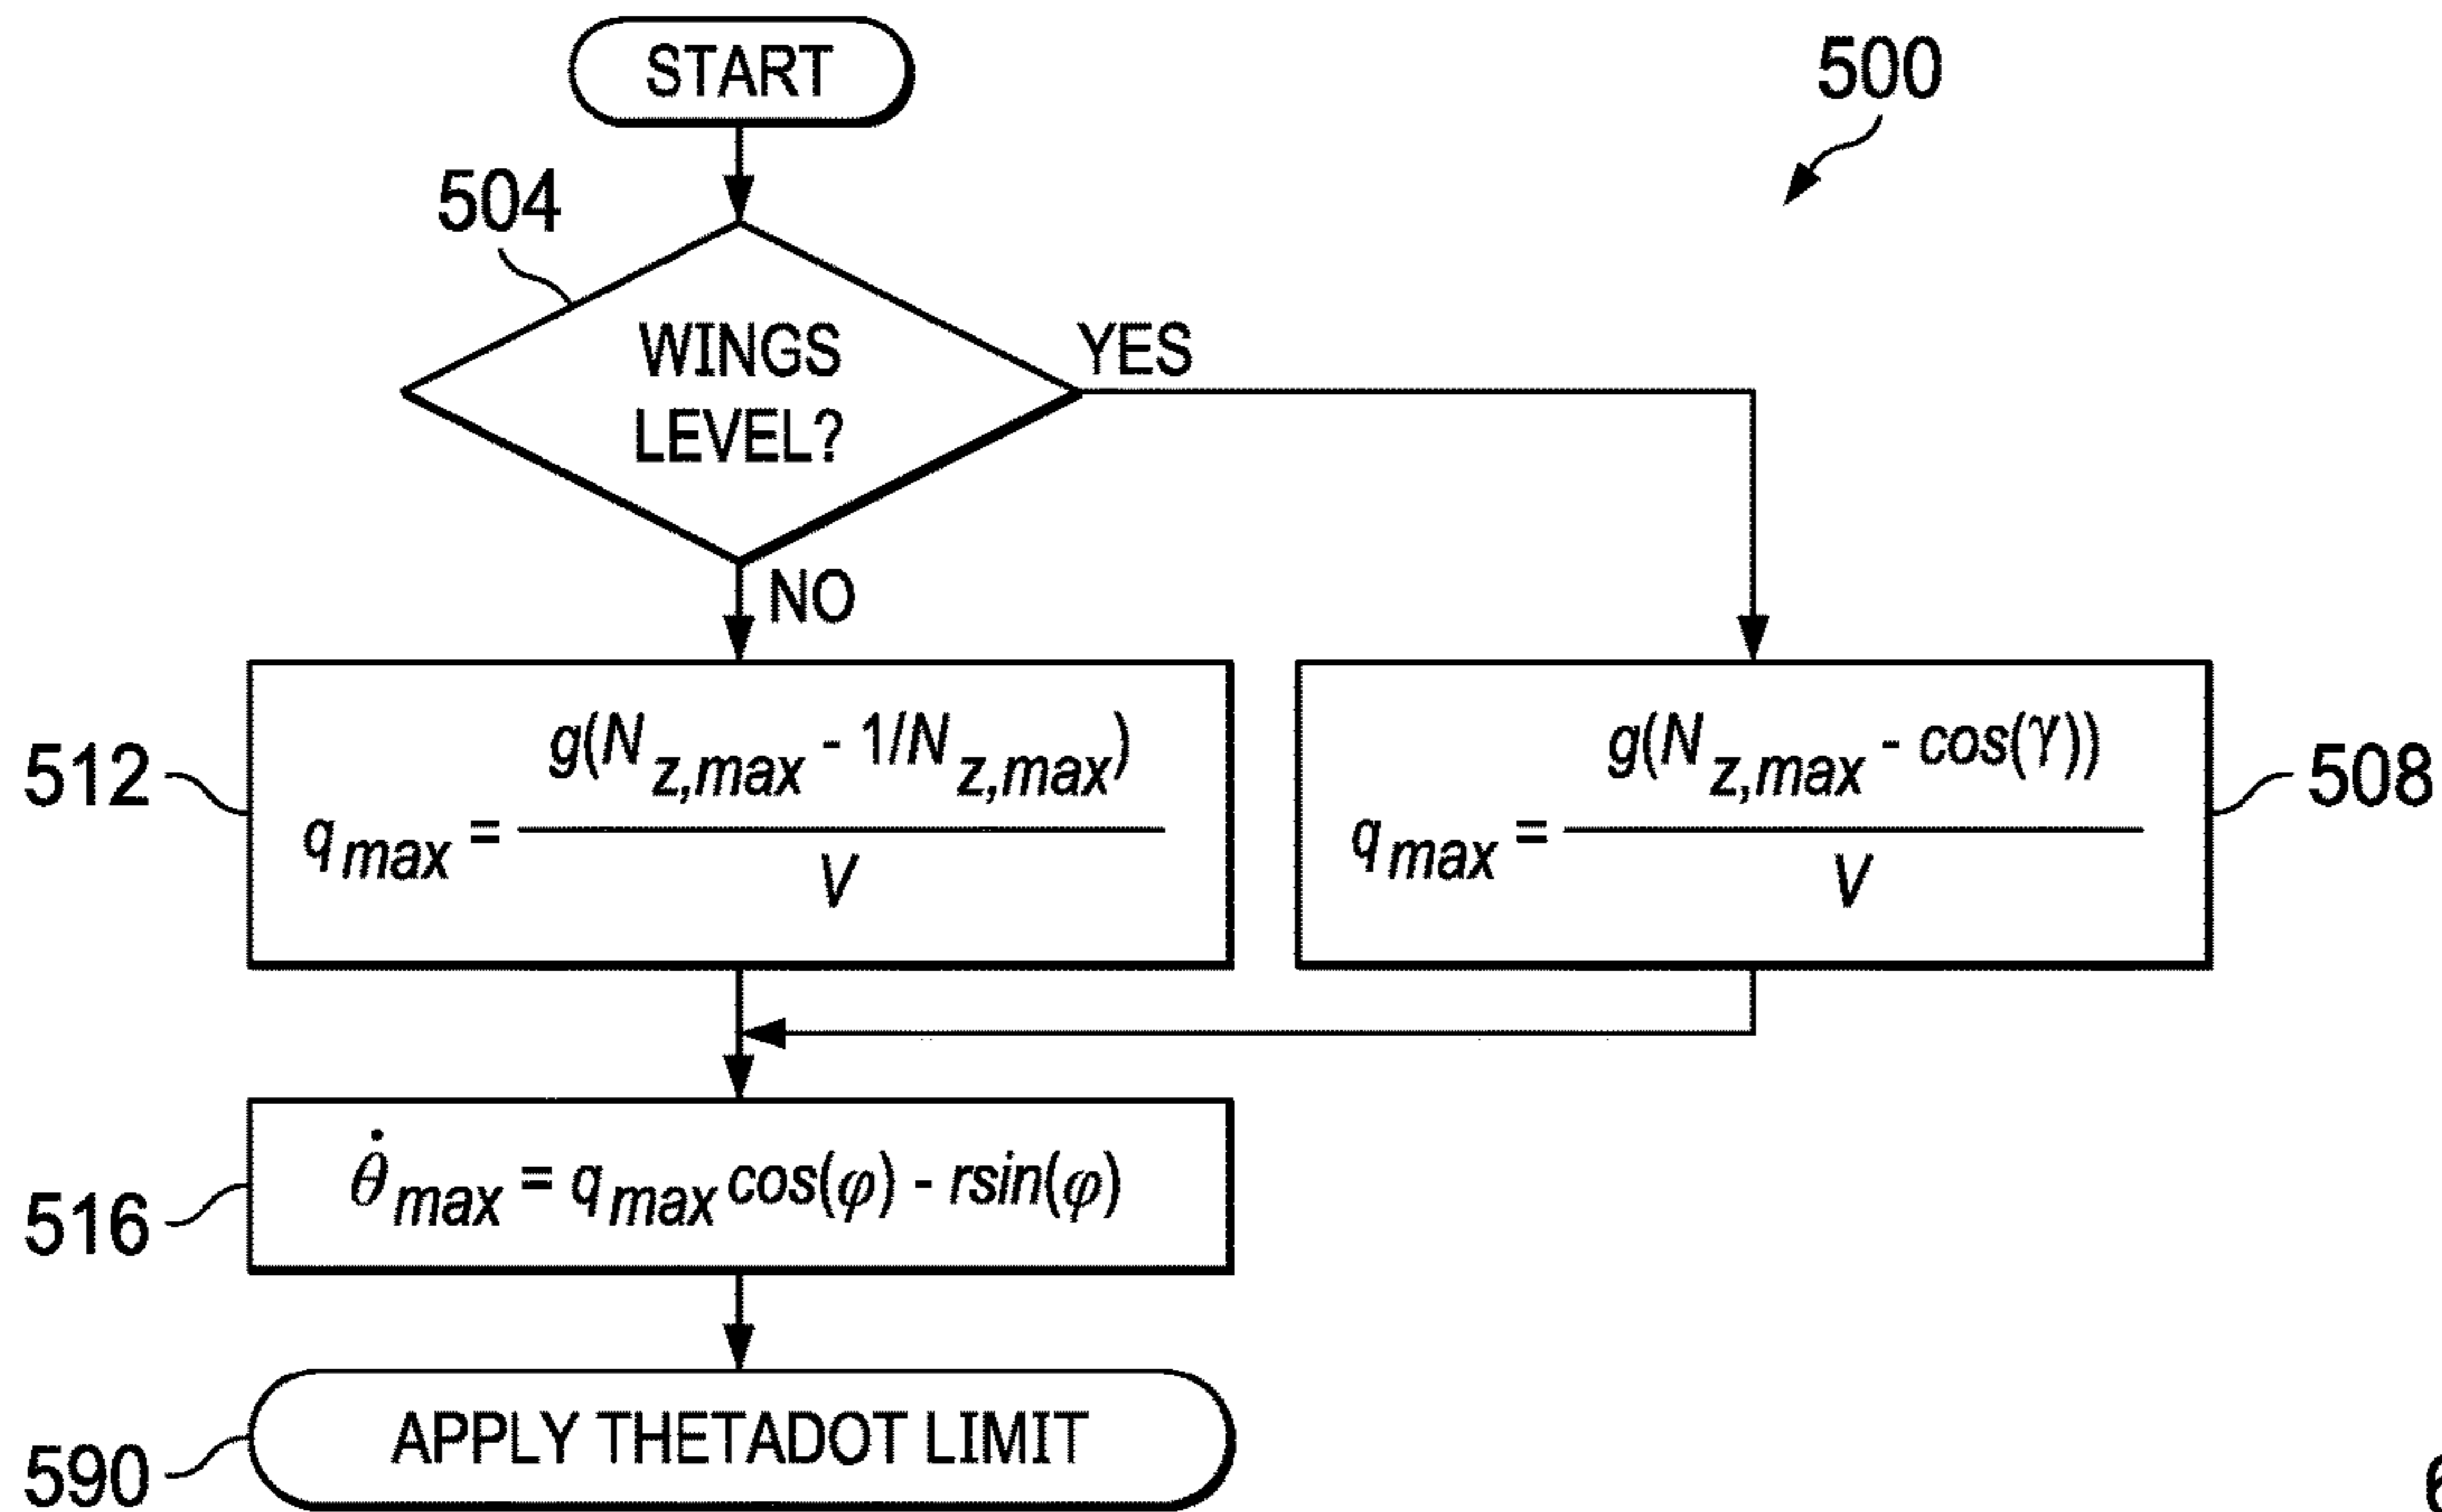 START
500
504
WINGS
LEVEL?
YES
NO
512
q max = g(N z,max - 1/N z,max) / V
q max = g(N z,max - cos(γ)) / V
508
516
θ̇ max = q max cos(φ) - rsin(φ)
590
APPLY THETADOT LIMIT